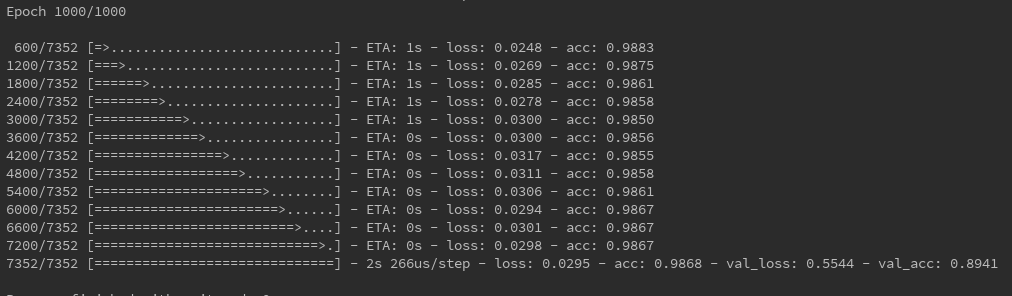 Epoch 1000/1000
600/7352 [=>............................] - ETA: 1s - loss: 0.0248 - acc: 0.9883
1200/7352 [===>..........................] - ETA: 1s - loss: 0.0269 - acc: 0.9875
1800/7352 [======>.......................] - ETA: 1s - loss: 0.0285 - acc: 0.9861
2400/7352 [========>.....................] - ETA: 1s - loss: 0.0278 - acc: 0.9858
3000/7352 [===========>..................] - ETA: 1s - loss: 0.0300 - acc: 0.9850
3600/7352 [=============>................] - ETA: 0s - loss: 0.0300 - acc: 0.9856
4200/7352 [================>.............] - ETA: 0s - loss: 0.0317 - acc: 0.9855
4800/7352 [==================>...........] - ETA: 0s - loss: 0.0311 - acc: 0.9858
5400/7352 [=====================>........] - ETA: 0s - loss: 0.0306 - acc: 0.9861
6000/7352 [=======================>......] - ETA: 0s - loss: 0.0294 - acc: 0.9867
6600/7352 [=========================>....] - ETA: 0s - loss: 0.0301 - acc: 0.9867
7200/7352 [============================>.] - ETA: 0s - loss: 0.0298 - acc: 0.9867
7352/7352 [==============================] - 2s 266us/step - loss: 0.0295 - acc: 0.9868 - val_loss: 0.5544 - val_acc: 0.8941